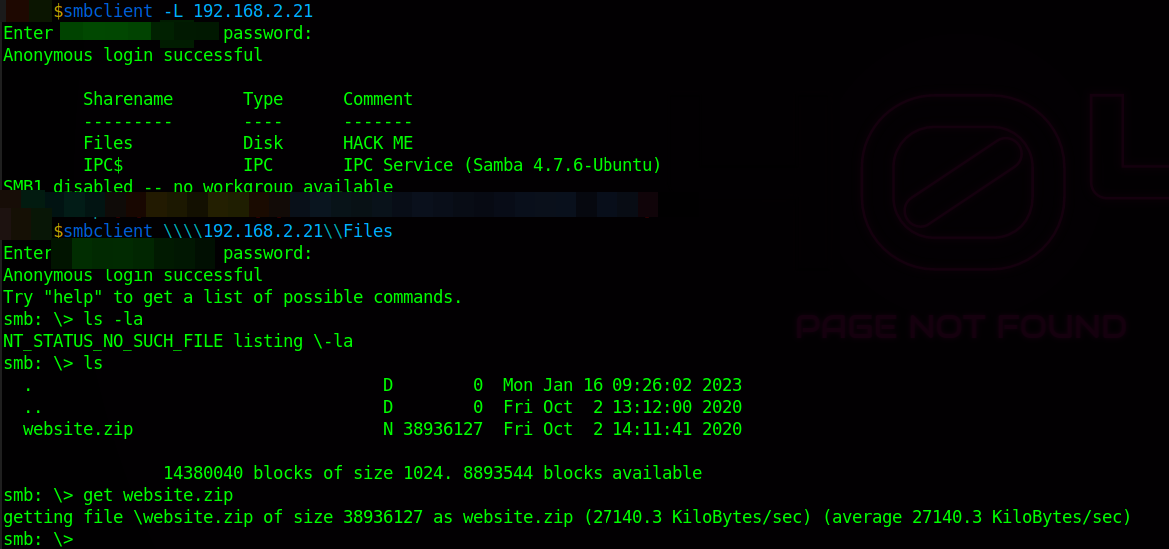 $smbclient -L 192.168.2.21
Enter password:
Anonymous login successful
Sharename Type Comment
--------- ---- -------
Files Disk HACK ME
IPC$ IPC IPC Service (Samba 4.7.6-Ubuntu)
SMB1 disabled -- no workgroup available
$smbclient \\\\192.168.2.21\\Files
Enter password:
Anonymous login successful
Try "help" to get a list of possible commands.
smb: \> ls -la
NT_STATUS_NO_SUCH_FILE listing \-la
smb: \> ls
. D 0 Mon Jan 16 09:26:02 2023
.. D 0 Fri Oct 2 13:12:00 2020
website.zip N 38936127 Fri Oct 2 14:11:41 2020
14380040 blocks of size 1024. 8893544 blocks available
smb: \> get website.zip
getting file \website.zip of size 38936127 as website.zip (27140.3 KiloBytes/sec) (average 27140.3 KiloBytes/sec)
smb: \>
04
PAGE NOT FOUND